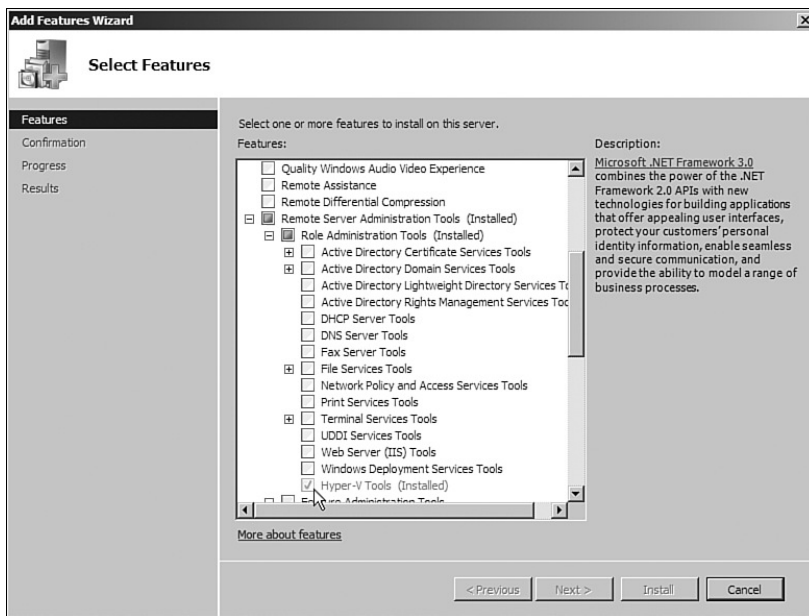 Add Features Wizard
Select Features
Features
Confirmation
Progress
Results
Select one or more features to install on this server.
Features:
Quality Windows Audio Video Experience
Remote Assistance
Remote Differential Compression
Remote Server Administration Tools (Installed)
Role Administration Tools (Installed)
Active Directory Certificate Services Tools
Active Directory Domain Services Tools
Active Directory Lightweight Directory Services To
Active Directory Rights Management Services Too
DHCP Server Tools
DNS Server Tools
Fax Server Tools
File Services Tools
Network Policy and Access Services Tools
Print Services Tools
Terminal Services Tools
UDDI Services Tools
Web Server (IIS) Tools
Windows Deployment Services Tools
Hyper-V Tools (Installed)
Administration Tools
More about features
Description:
Microsoft .NET Framework 3.0
combines the power of the .NET
Framework 2.0 APIs with new
technologies for building applications
that offer appealing user interfaces,
protect your customers' personal
identity information, enable seamless
and secure communication, and
provide the ability to model a range of
business processes.
< Previous
Next >
Install
Cancel